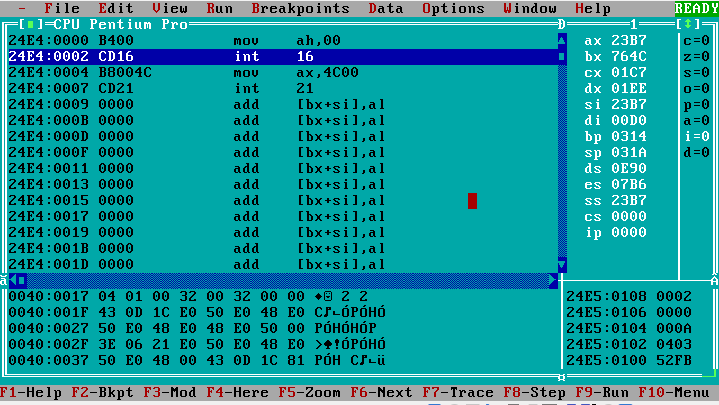 - File Edit View Run Breakpoints Data Options Window Help READY
[■]=CPU Pentium Pro 1 [↕]
24E4:0000 B400 mov ah,00 ax 23B7 c=0
24E4:0002 CD16 int 16 bx 764C z=0
24E4:0004 B8004C mov ax,4C00 cx 01C7 s=0
24E4:0007 CD21 int 21 dx 01EE o=0
24E4:0009 0000 add [bx+si],al si 23B7 p=0
24E4:000B 0000 add [bx+si],al di 00D0 a=0
24E4:000D 0000 add [bx+si],al bp 0314 i=0
24E4:000F 0000 add [bx+si],al sp 031A d=0
24E4:0011 0000 add [bx+si],al ds 0E90
24E4:0013 0000 add [bx+si],al es 07B6
24E4:0015 0000 add [bx+si],al ss 23B7
24E4:0017 0000 add [bx+si],al cs 0000
24E4:0019 0000 add [bx+si],al ip 0000
24E4:001B 0000 add [bx+si],al
24E4:001D 0000 add [bx+si],al
0040:0017 04 01 00 32 00 32 00 00 ♦☺ 2 2 24E5:0108 0002
0040:001F 43 0D 1C E0 50 E0 48 E0 C♪∟ÓPÓHÓ 24E5:0106 0000
0040:0027 50 E0 48 E0 48 E0 50 00 PÓHÓHÓP 24E5:0104 000A
0040:002F 3E 06 21 E0 50 E0 48 E0 >♠!ÓPÓHÓ 24E5:0102 0403
0040:0037 50 E0 48 00 43 0D 1C 81 PÓH C♪∟ü 24E5:0100 52FB
F1-Help F2-Bkpt F3-Mod F4-Here F5-Zoom F6-Next F7-Trace F8-Step F9-Run F10-Menu